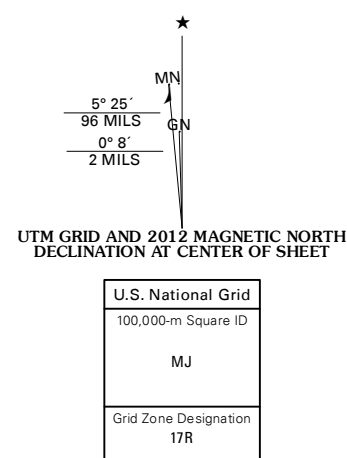 ★
MN
5° 25´
96 MILS
GN
0° 8´
2 MILS
UTM GRID AND 2012 MAGNETIC NORTH
DECLINATION AT CENTER OF SHEET
U.S. National Grid
100,000-m Square ID
MJ
Grid Zone Designation
17R